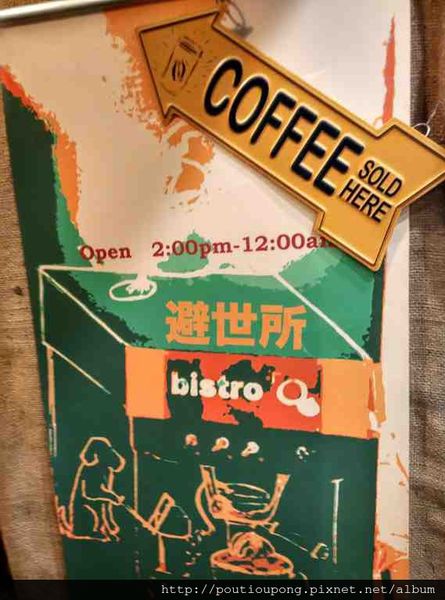 COFFEE
SOLD
HERE
Open 2:00pm-12:00am
避世所
bistro
http://poutioupong.pixnet.net/album